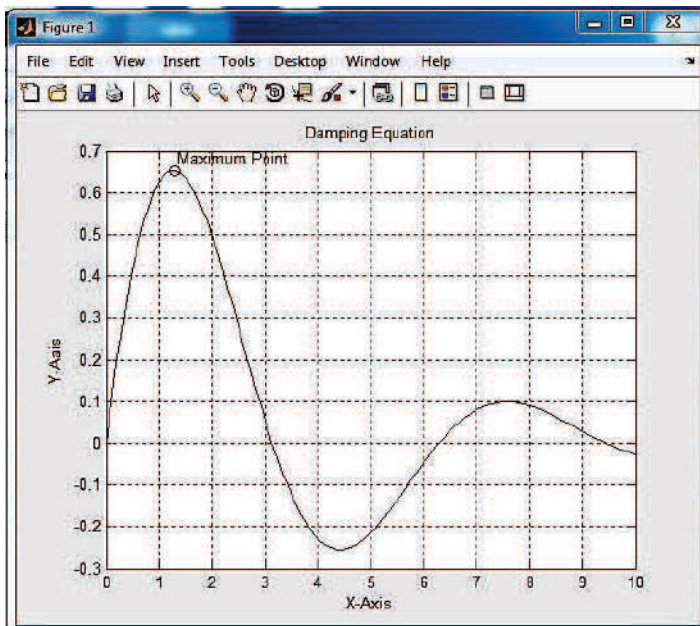 Figure 1
File Edit View Insert Tools Desktop Window Help
Damping Equation
Maximum Point
0.7
0.6
0.5
0.4
0.3
0.2
0.1
0
-0.1
-0.2
-0.3
Y-Axis
0 1 2 3 4 5 6 7 8 9 10
X-Axis